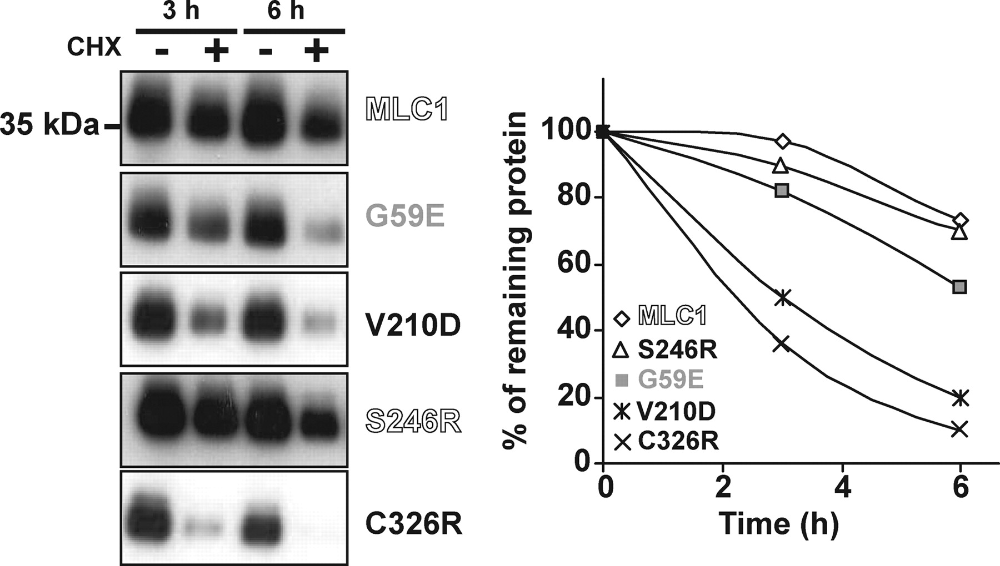 3 h 6 h
CHX - + - +
35 kDa
MLC1
G59E
V210D
S246R
C326R
% of remaining protein
100
80
60
40
20
0
MLC1
S246R
G59E
V210D
C326R
0 2 4 6
Time (h)